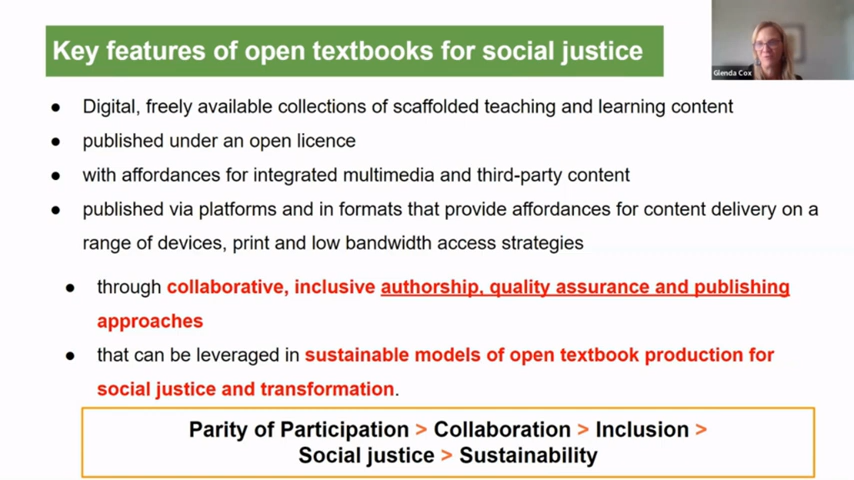 Key features of open textbooks for social justice
Glenda Cox
● Digital, freely available collections of scaffolded teaching and learning content
● published under an open licence
● with affordances for integrated multimedia and third-party content
● published via platforms and in formats that provide affordances for content delivery on a
range of devices, print and low bandwidth access strategies
● through collaborative, inclusive authorship, quality assurance and publishing
approaches
● that can be leveraged in sustainable models of open textbook production for
social justice and transformation.
Parity of Participation > Collaboration > Inclusion >
Social justice > Sustainability